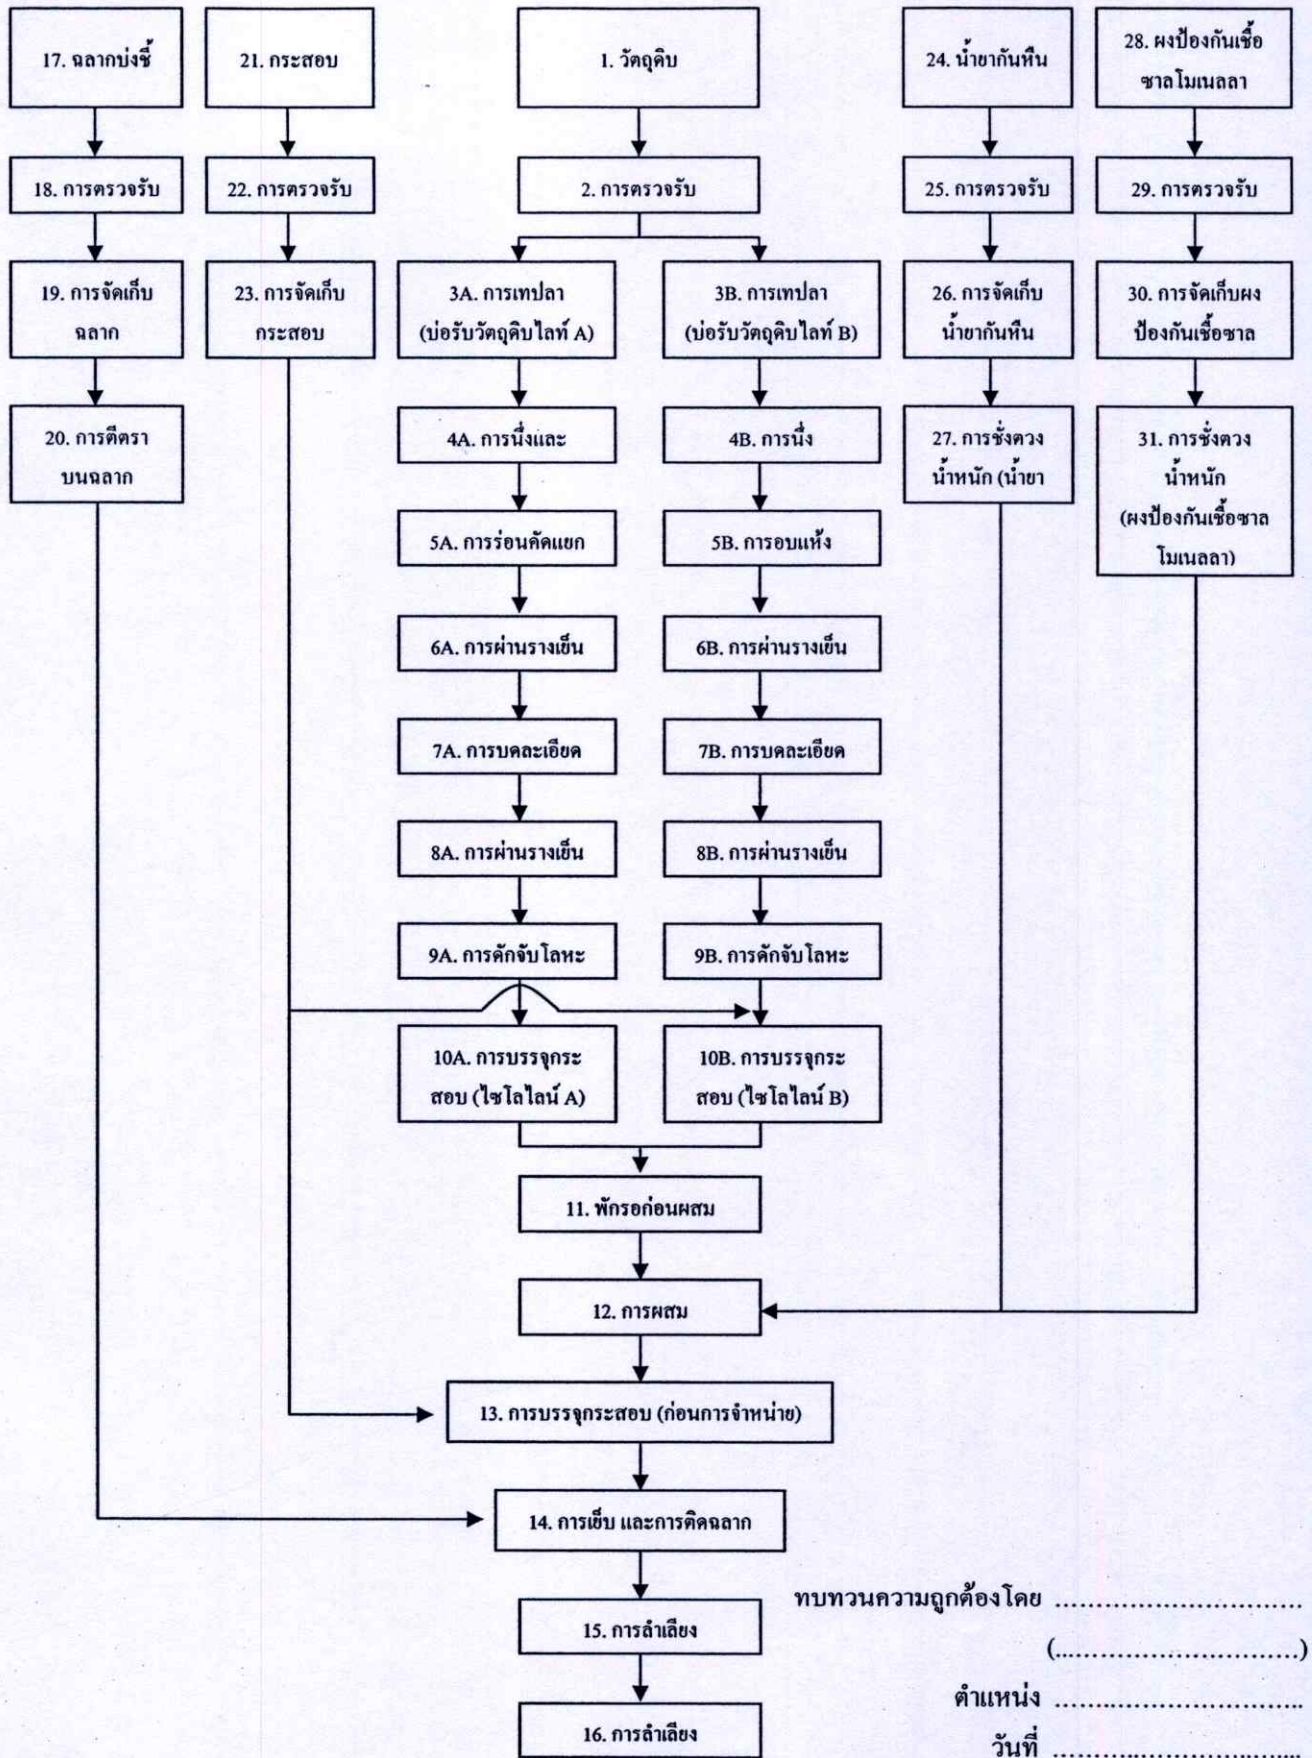 17. ฉลากบ่งชี้
21. กระสอบ
1. วัตถุดิบ
24. น้ำยากันหืน
28. ผงป้องกันเชื้อ
ซาลโมเนลลา
18. การตรวจรับ
22. การตรวจรับ
2. การตรวจรับ
25. การตรวจรับ
29. การตรวจรับ
19. การจัดเก็บ
ฉลาก
23. การจัดเก็บ
กระสอบ
3A. การเทปลา
(บ่อรับวัตถุดิบไลท์ A)
3B. การเทปลา
(บ่อรับวัตถุดิบไลท์ B)
26. การจัดเก็บ
น้ำยากันหืน
30. การจัดเก็บผง
ป้องกันเชื้อซาล
20. การตีตรา
บนฉลาก
4A. การนึ่งและ
4B. การนึ่ง
27. การชั่งตวง
น้ำหนัก (น้ำยา
31. การชั่งตวง
น้ำหนัก
(ผงป้องกันเชื้อซาล
โมเนลลา)
5A. การร่อนคัดแยก
5B. การอบแห้ง
6A. การผ่านรางเย็น
6B. การผ่านรางเย็น
7A. การบดละเอียด
7B. การบดละเอียด
8A. การผ่านรางเย็น
8B. การผ่านรางเย็น
9A. การดักจับโลหะ
9B. การดักจับโลหะ
10A. การบรรจุกระ
สอบ (ไซโลไลน์ A)
10B. การบรรจุกระ
สอบ (ไซโลไลน์ B)
11. พักรอก่อนผสม
12. การผสม
13. การบรรจุกระสอบ (ก่อนการจำหน่าย)
14. การเย็บ และการติดฉลาก
15. การลำเลียง
16. การลำเลียง
ทบทวนความถูกต้องโดย ..............................
(..............................)
ตำแหน่ง ..............................
วันที่ ..............................